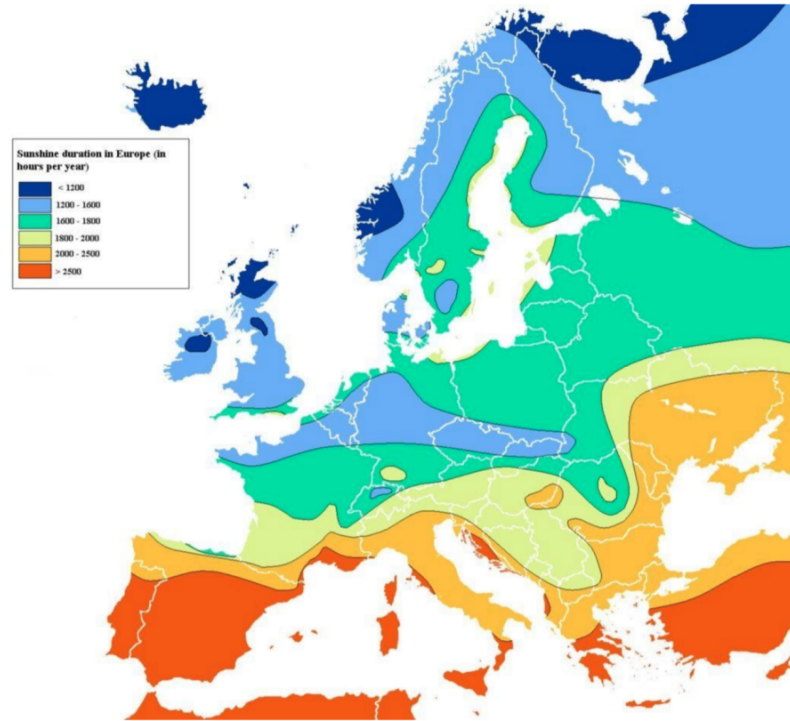 Sunshine duration in Europe (in
hours per year)
< 1200
1200 - 1600
1600 - 1800
1800 - 2000
2000 - 2500
> 2500